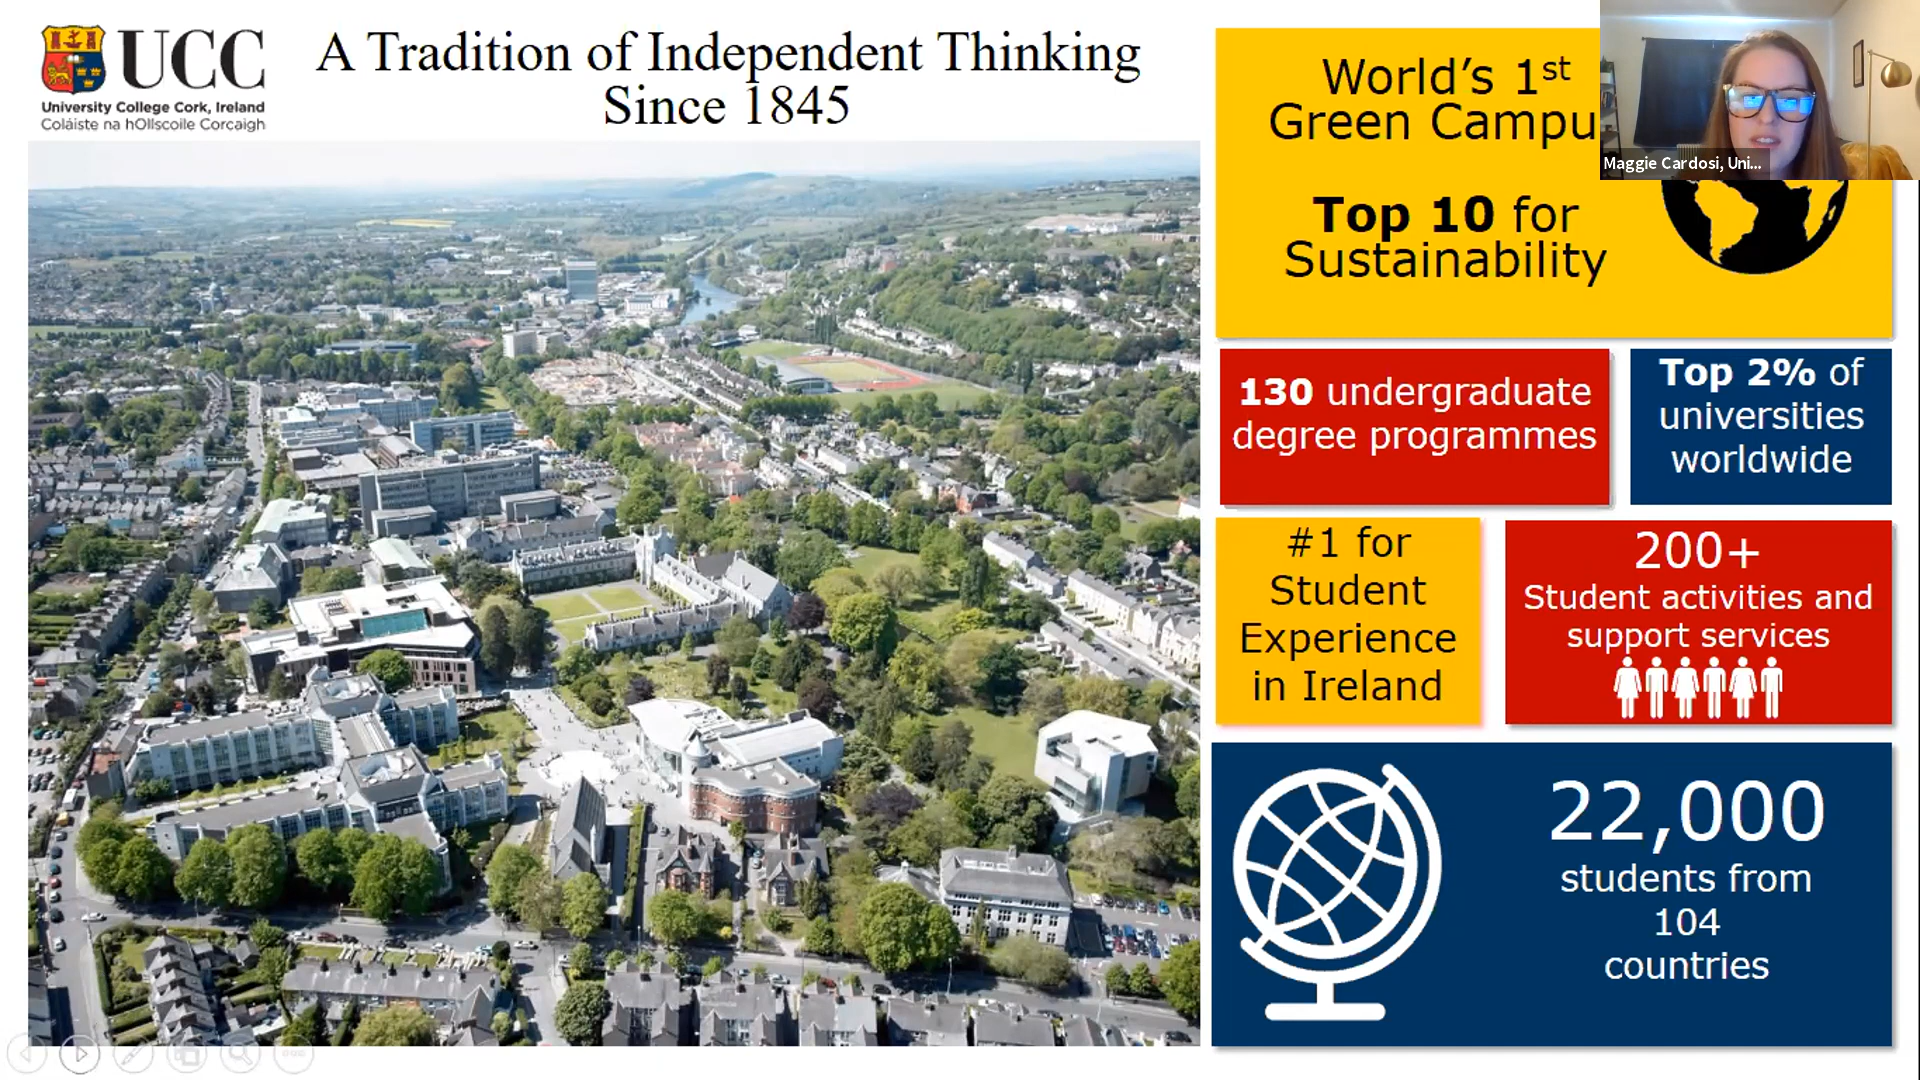 UCC
University College Cork, Ireland
Coláiste na hOllscoile Corcaigh
A Tradition of Independent Thinking
Since 1845
World's 1st
Green Campu
Top 10 for
Sustainability
Maggie Cardosi, Uni...
130 undergraduate
degree programmes
Top 2% of
universities
worldwide
#1 for
Student
Experience
in Ireland
200+
Student activities and
support services
22,000
students from
104
countries